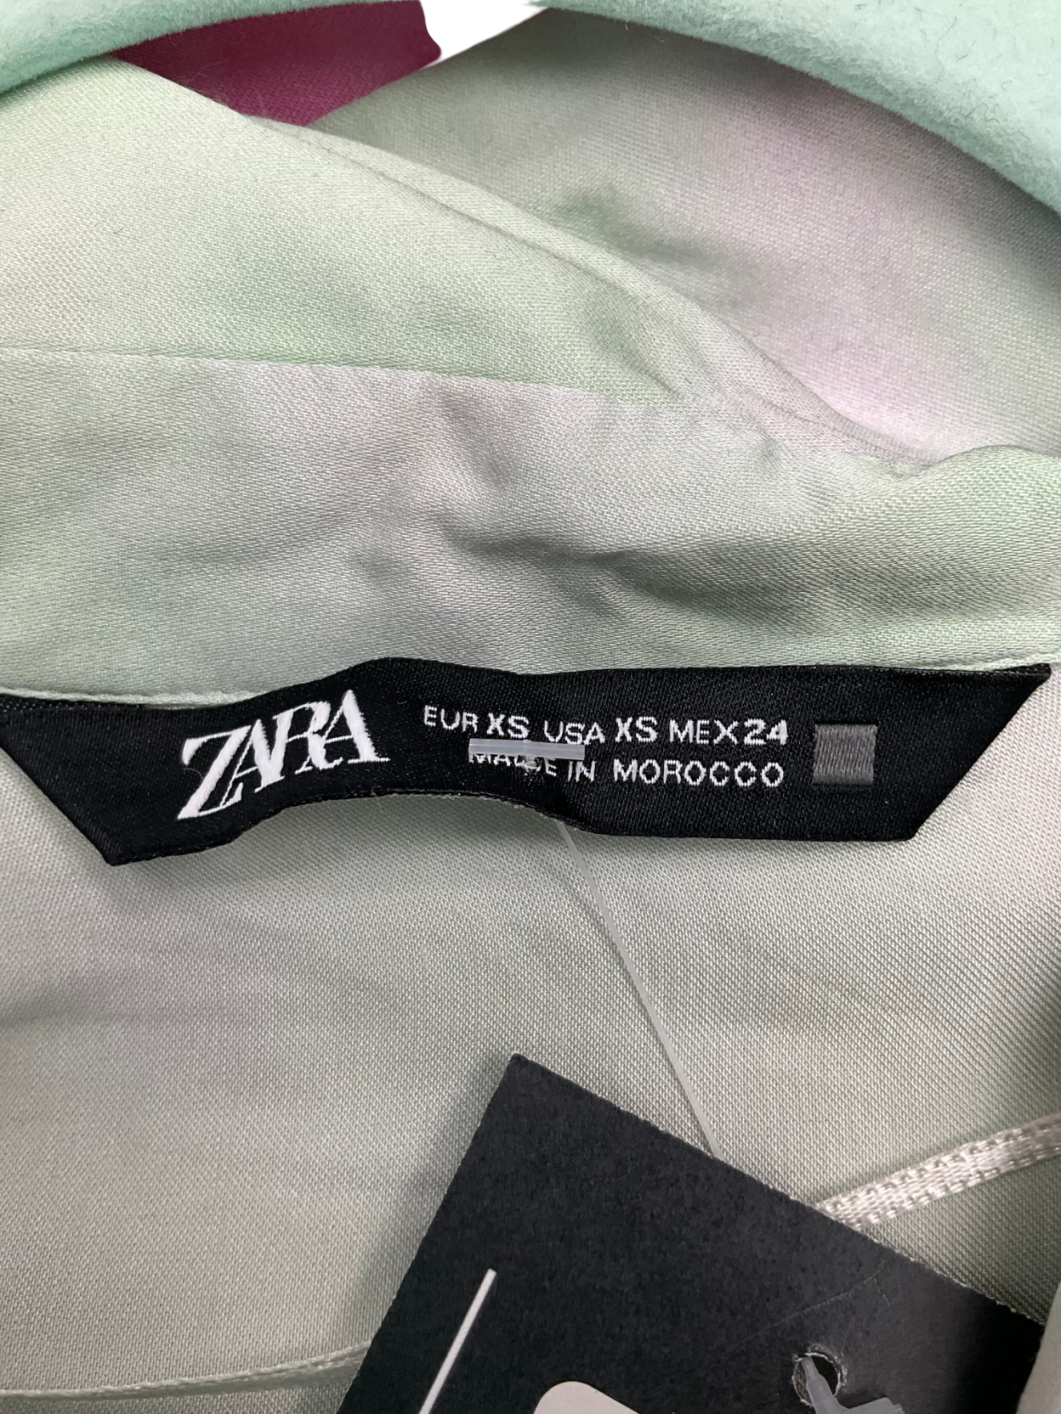 ZARA
EUR XS USA XS MEX 24
MADE IN MOROCCO